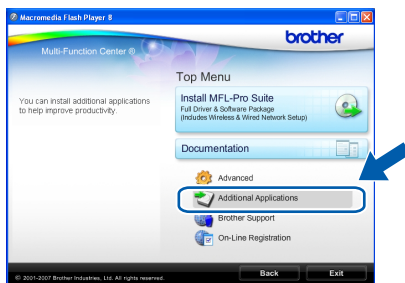 Macromedia Flash Player 8
brother
Multi-Function Center ®
Top Menu
You can install additional applications
to help improve productivity.
Install MFL-Pro Suite
Full Driver & Software Package
(Includes Wireless & Wired Network Setup)
Documentation
Advanced
Additional Applications
Brother Support
On-Line Registration
© 2001-2007 Brother Industries, Ltd. All rights reserved.
Back
Exit